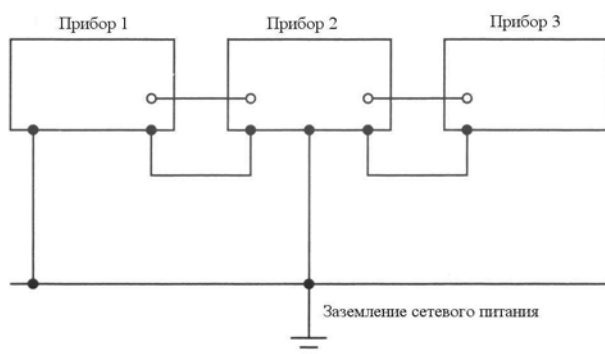 Прибор 1
Прибор 2
Прибор 3
Заземление сетевого питания